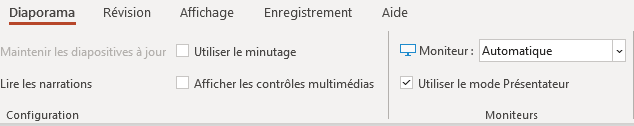 Diaporama Révision Affichage Enregistrement Aide
Maintenir les diapositives à jour Utiliser le minutage Moniteur : Automatique
Lire les narrations Afficher les contrôles multimédias Utiliser le mode Présentateur
Configuration Moniteurs